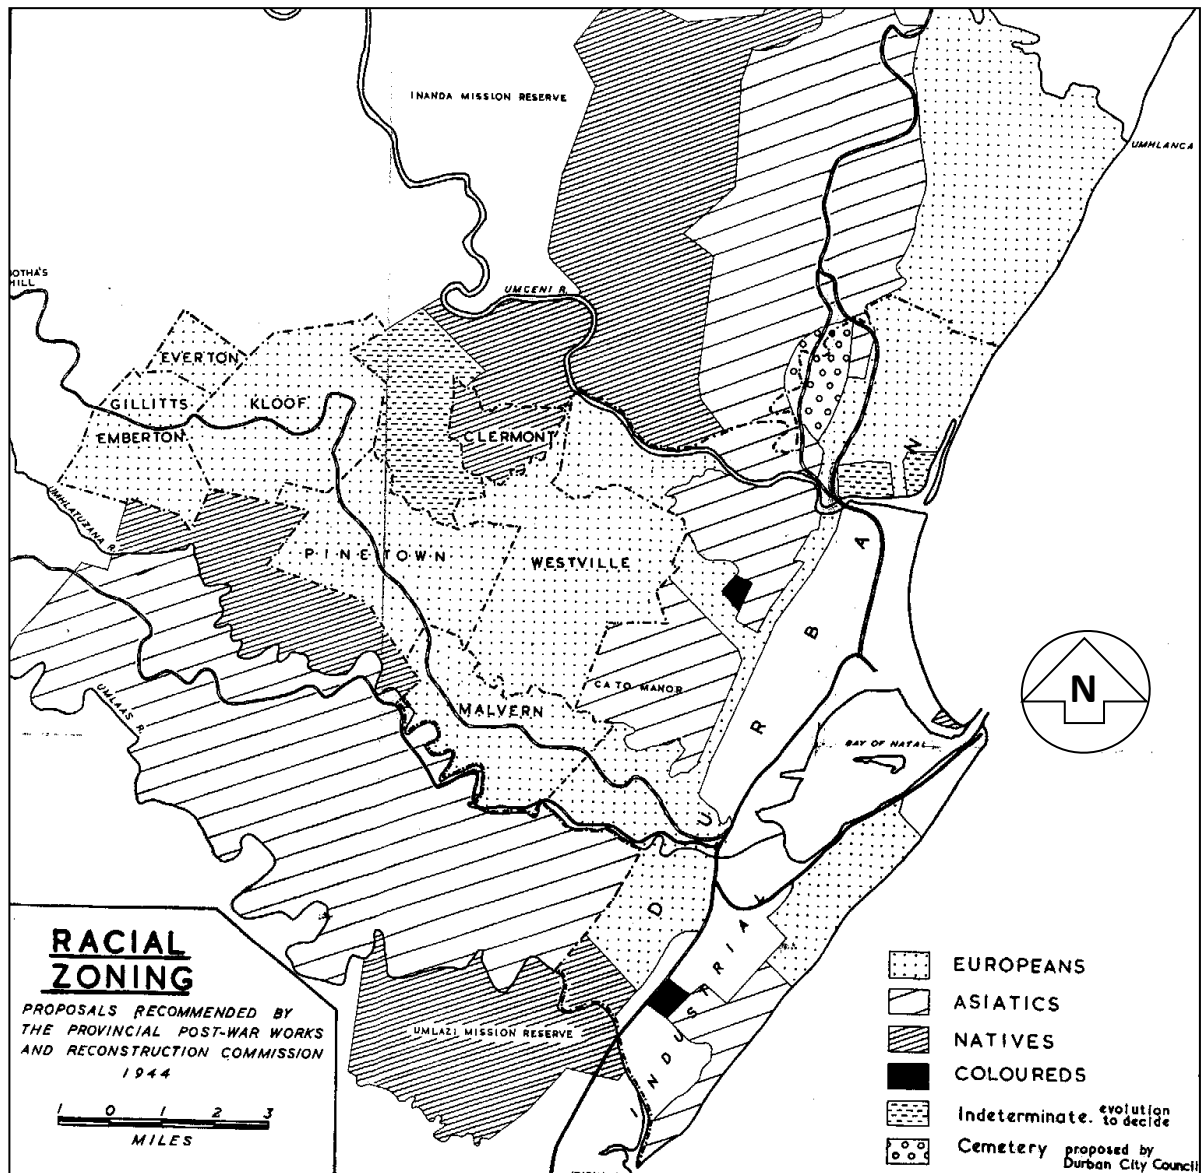 INANDA MISSION RESERVE
UMHLANGA
UMGENI R.
EVERTON
GILLITTS
KLOOF
EMBERTON
CLERMONT
UMHLATUZANA R.
PINETOWN
WESTVILLE
CATO MANOR
MALVERN
UMLAAS R.
BAY OF NATAL
N
DURBAN
INDUSTRIAL
UMLAZI MISSION RESERVE
RACIAL
ZONING
PROPOSALS RECOMMENDED BY
THE PROVINCIAL POST-WAR WORKS
AND RECONSTRUCTION COMMISSION
1944
1 0 1 2 3
MILES
EUROPEANS
ASIATICS
NATIVES
COLOUREDS
Indeterminate. evolution
to decide
Cemetery proposed by
Durban City Council